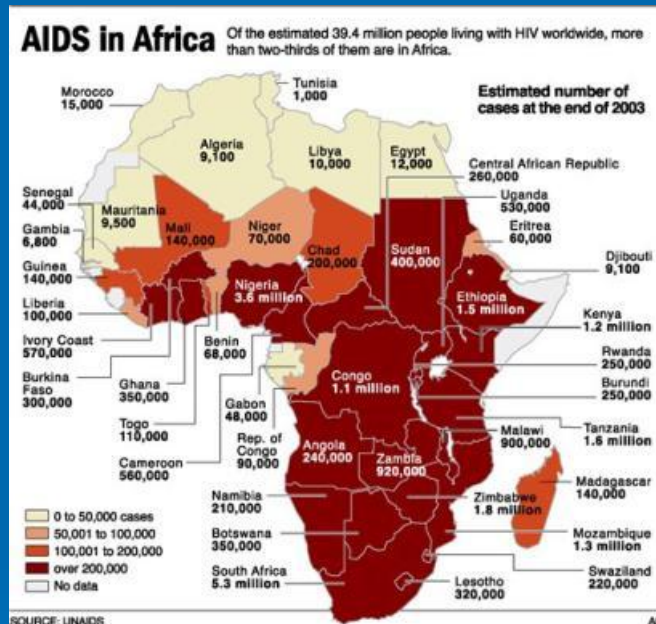 AIDS in Africa
Of the estimated 39.4 million people living with HIV worldwide, more
than two-thirds of them are in Africa.
Estimated number of
cases at the end of 2003
Morocco
15,000
Tunisia
1,000
Algeria
9,100
Libya
10,000
Egypt
12,000
Central African Republic
260,000
Uganda
530,000
Senegal
44,000
Mauritania
9,500
Mali
140,000
Niger
70,000
Chad
200,000
Sudan
400,000
Eritrea
60,000
Gambia
6,800
Djibouti
9,100
Guinea
140,000
Nigeria
3.6 million
Ethiopia
1.5 million
Liberia
100,000
Kenya
1.2 million
Ivory Coast
570,000
Benin
68,000
Congo
1.1 million
Rwanda
250,000
Burkina
Faso
300,000
Ghana
350,000
Burundi
250,000
Gabon
48,000
Togo
110,000
Rep. of
Congo
90,000
Angola
240,000
Zambia
920,000
Malawi
900,000
Tanzania
1.6 million
Cameroon
560,000
Madagascar
140,000
Namibia
210,000
Zimbabwe
1.8 million
Botswana
350,000
Mozambique
1.3 million
South Africa
5.3 million
Lesotho
320,000
Swaziland
220,000
0 to 50,000 cases
50,001 to 100,000
100,001 to 200,000
over 200,000
No data
SOURCE: UNAIDS